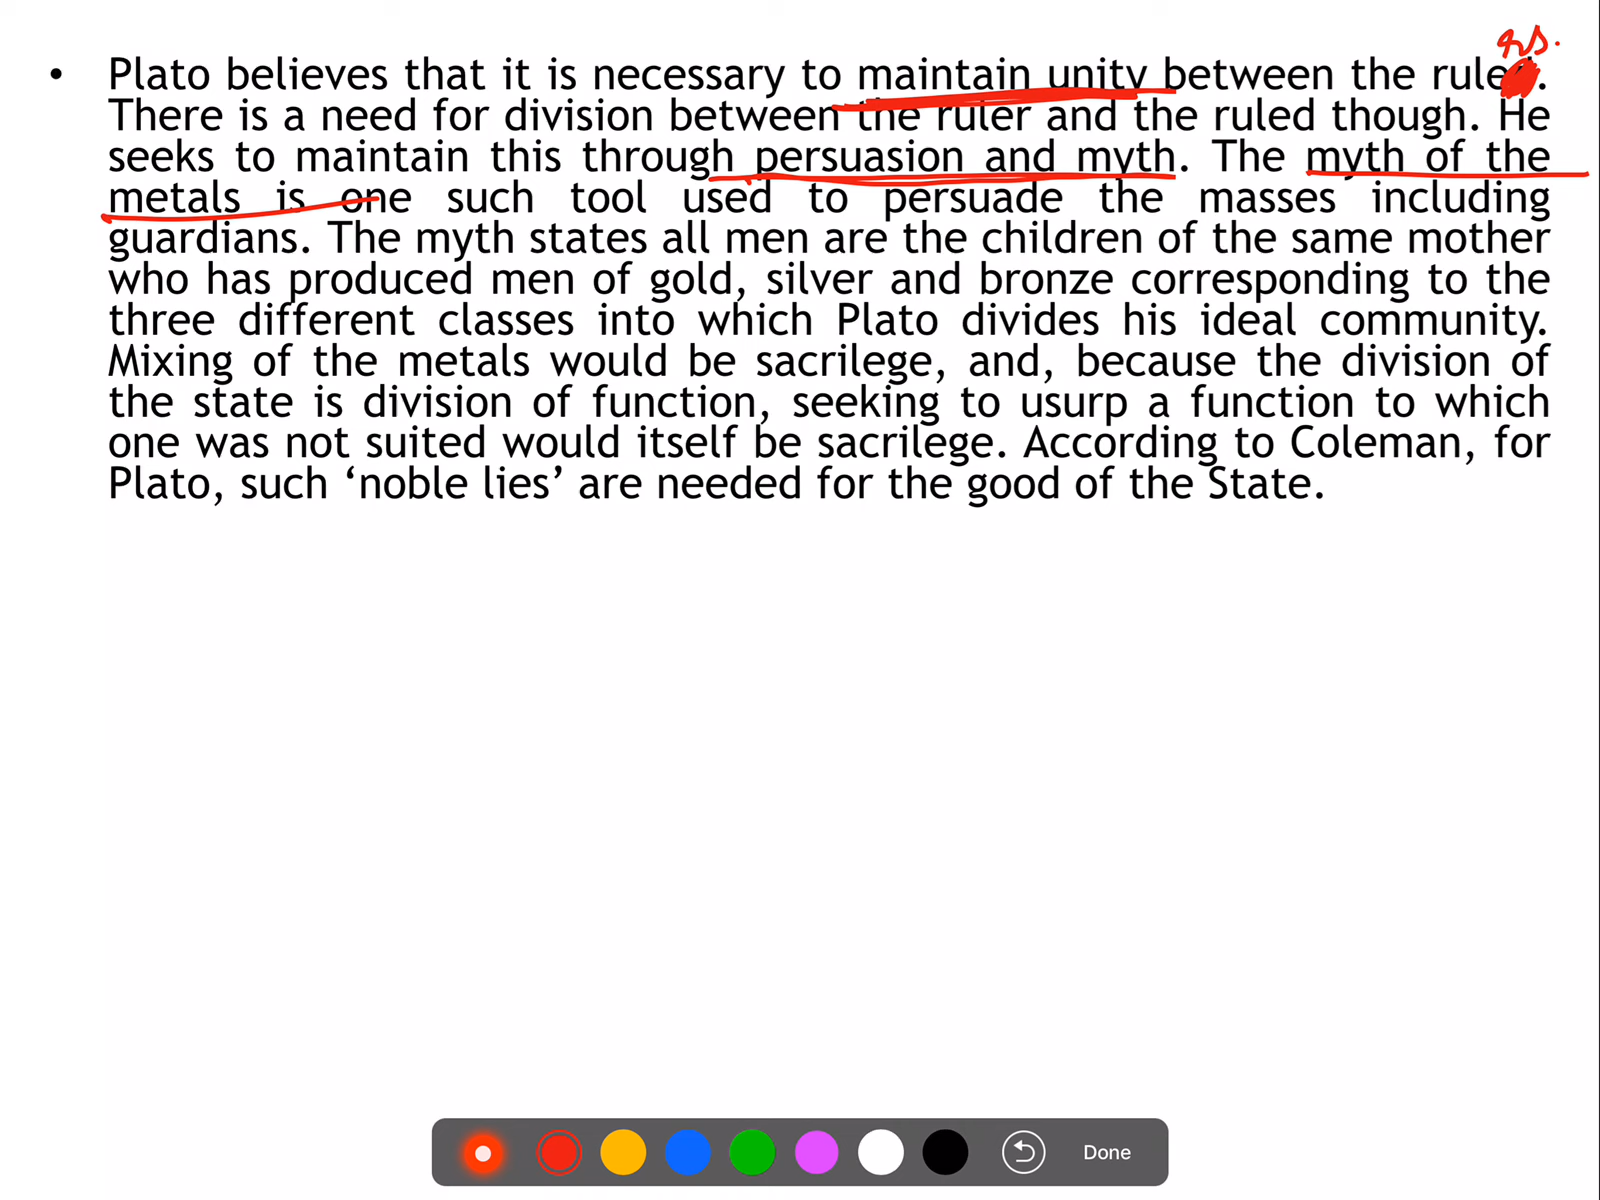 • Plato believes that it is necessary to maintain unity between the rulers.
There is a need for division between the ruler and the ruled though. He
seeks to maintain this through persuasion and myth. The myth of the
metals is one such tool used to persuade the masses including
guardians. The myth states all men are the children of the same mother
who has produced men of gold, silver and bronze corresponding to the
three different classes into which Plato divides his ideal community.
Mixing of the metals would be sacrilege, and, because the division of
the state is division of function, seeking to usurp a function to which
one was not suited would itself be sacrilege. According to Coleman, for
Plato, such ‘noble lies’ are needed for the good of the State.
Done